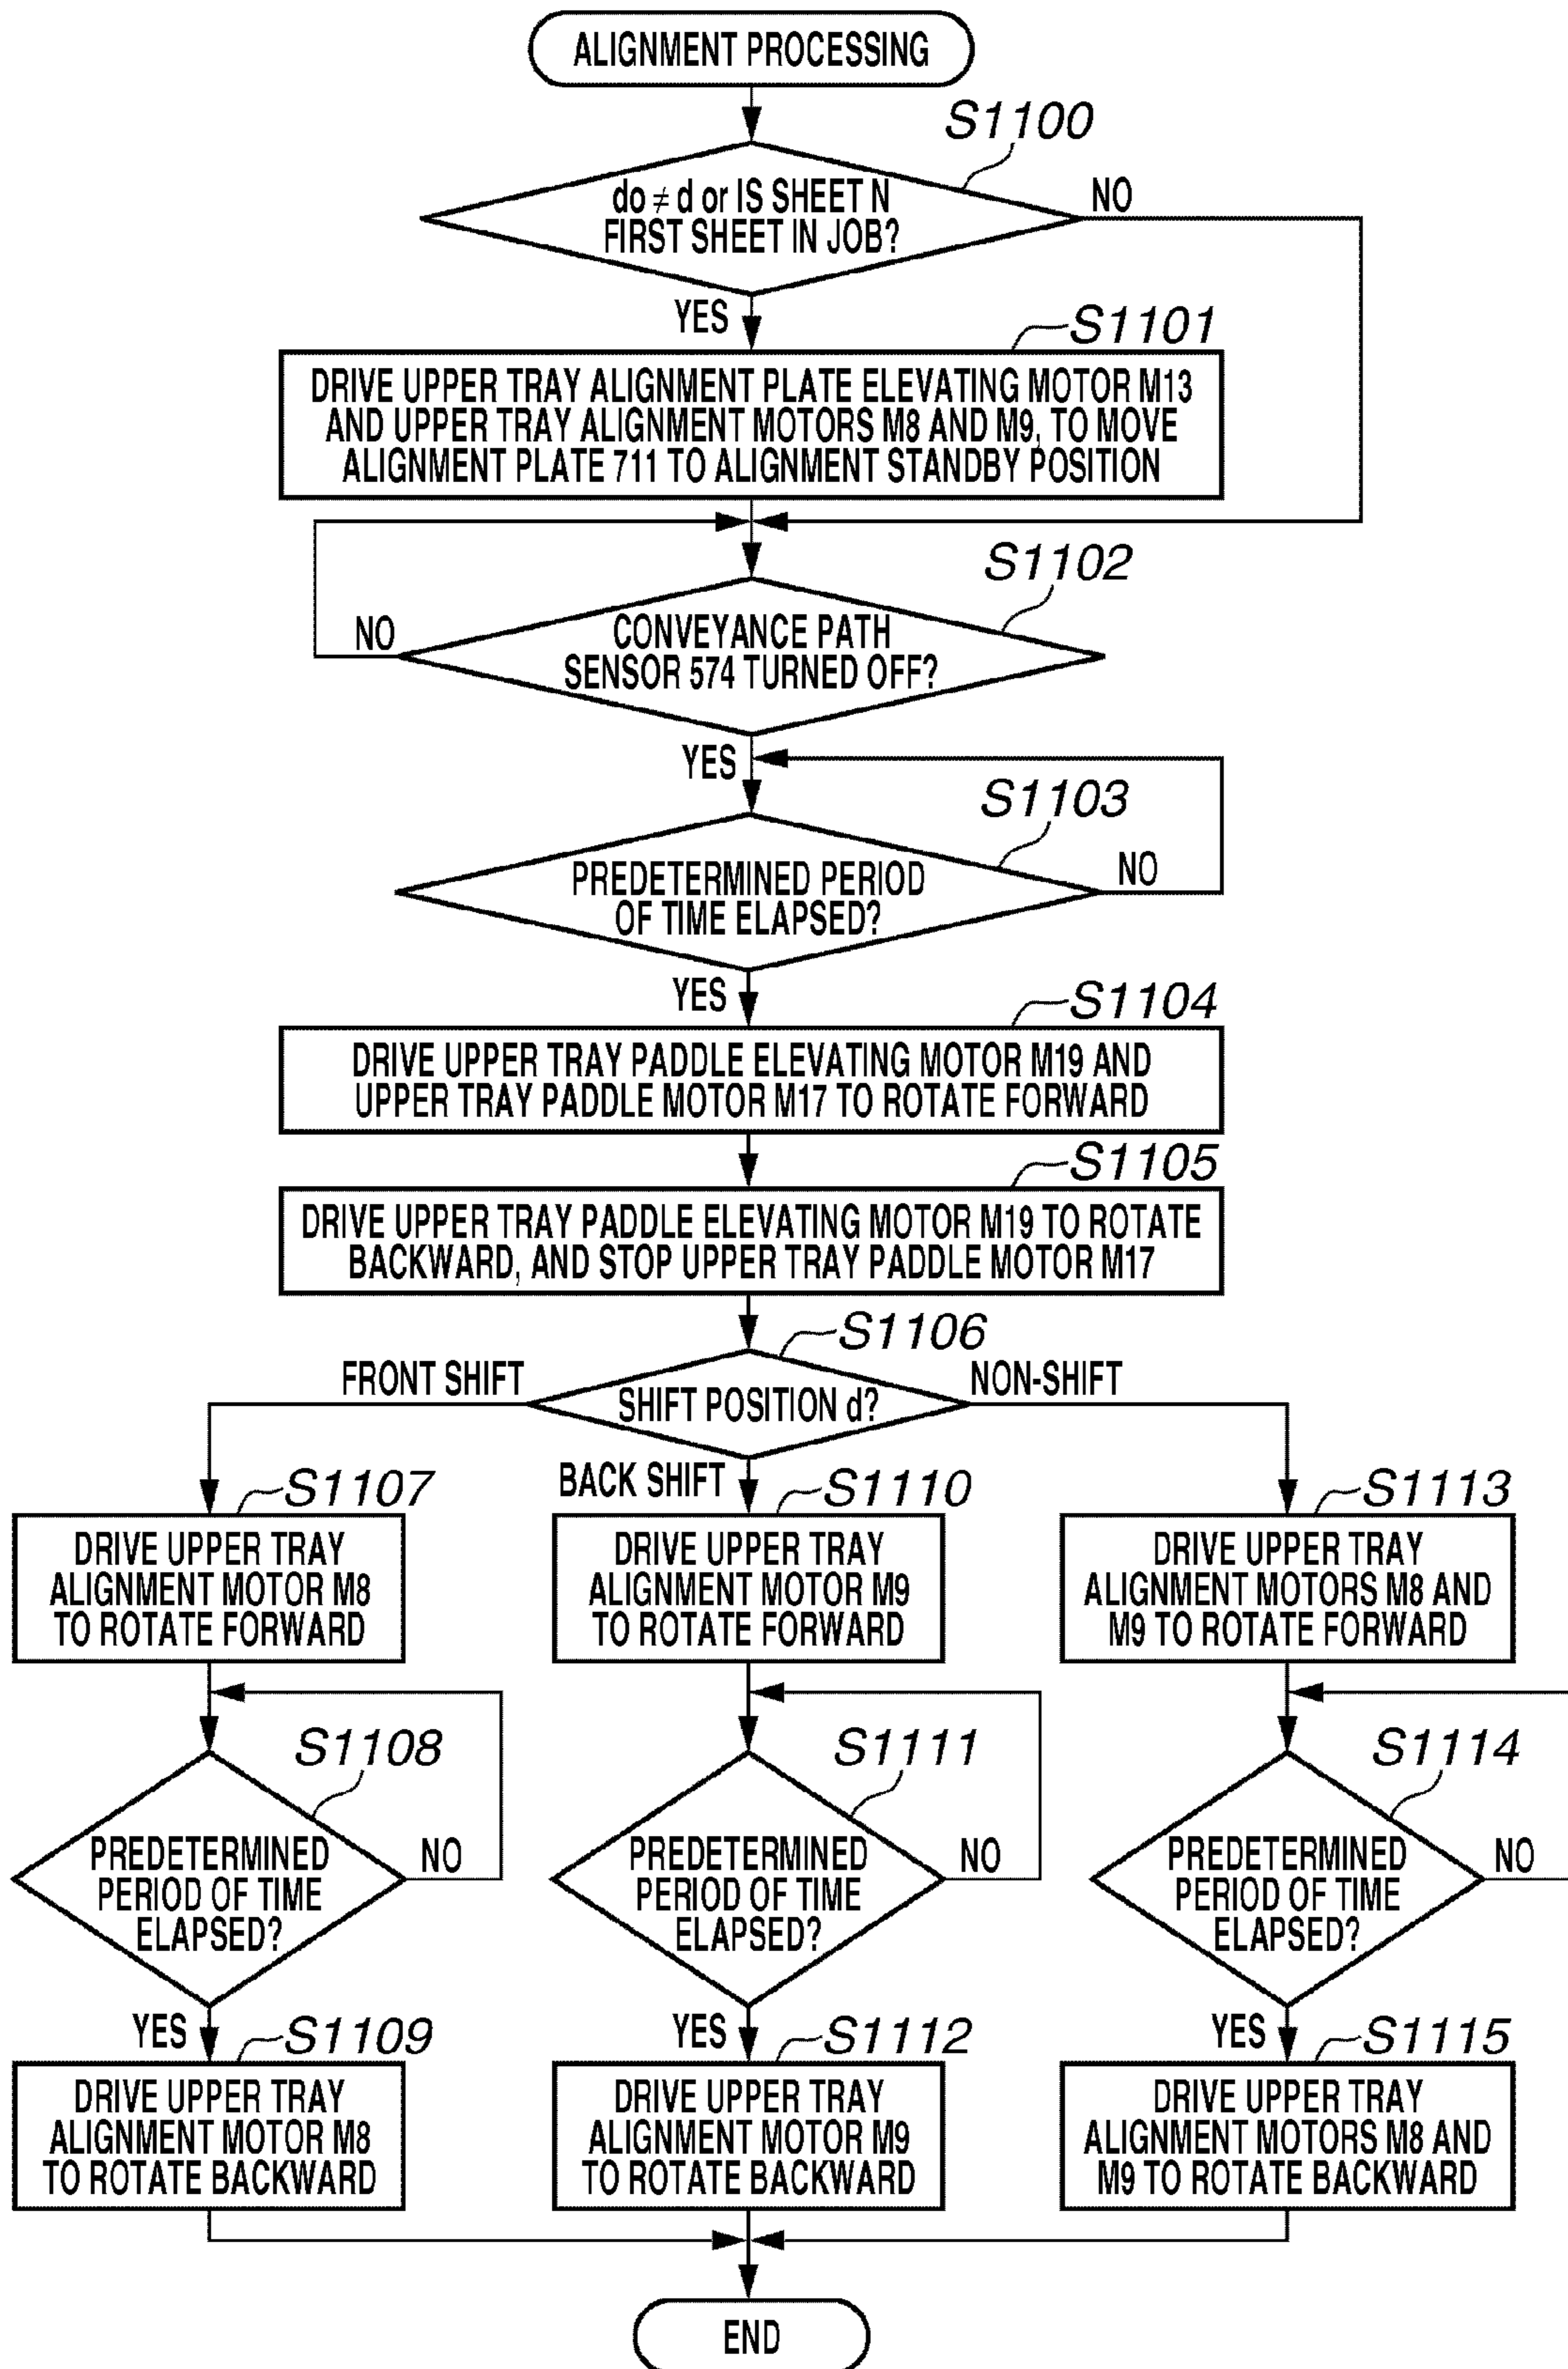 ALIGNMENT PROCESSING
S1100
do ≠ d or IS SHEET N
FIRST SHEET IN JOB?
NO
YES
S1101
DRIVE UPPER TRAY ALIGNMENT PLATE ELEVATING MOTOR M13
AND UPPER TRAY ALIGNMENT MOTORS M8 AND M9, TO MOVE
ALIGNMENT PLATE 711 TO ALIGNMENT STANDBY POSITION
S1102
NO
CONVEYANCE PATH
SENSOR 574 TURNED OFF?
YES
S1103
NO
PREDETERMINED PERIOD
OF TIME ELAPSED?
YES
S1104
DRIVE UPPER TRAY PADDLE ELEVATING MOTOR M19 AND
UPPER TRAY PADDLE MOTOR M17 TO ROTATE FORWARD
S1105
DRIVE UPPER TRAY PADDLE ELEVATING MOTOR M19 TO ROTATE
BACKWARD, AND STOP UPPER TRAY PADDLE MOTOR M17
S1106
FRONT SHIFT
SHIFT POSITION d?
NON-SHIFT
BACK SHIFT
S1107
DRIVE UPPER TRAY
ALIGNMENT MOTOR M8
TO ROTATE FORWARD
S1108
PREDETERMINED
PERIOD OF TIME
ELAPSED?
NO
YES
S1109
DRIVE UPPER TRAY
ALIGNMENT MOTOR M8
TO ROTATE BACKWARD
S1110
DRIVE UPPER TRAY
ALIGNMENT MOTOR M9
TO ROTATE FORWARD
S1111
PREDETERMINED
PERIOD OF TIME
ELAPSED?
NO
YES
S1112
DRIVE UPPER TRAY
ALIGNMENT MOTOR M9
TO ROTATE BACKWARD
S1113
DRIVE UPPER TRAY
ALIGNMENT MOTORS M8 AND
M9 TO ROTATE FORWARD
S1114
PREDETERMINED
PERIOD OF TIME
ELAPSED?
NO
YES
S1115
DRIVE UPPER TRAY
ALIGNMENT MOTORS M8 AND
M9 TO ROTATE BACKWARD
END